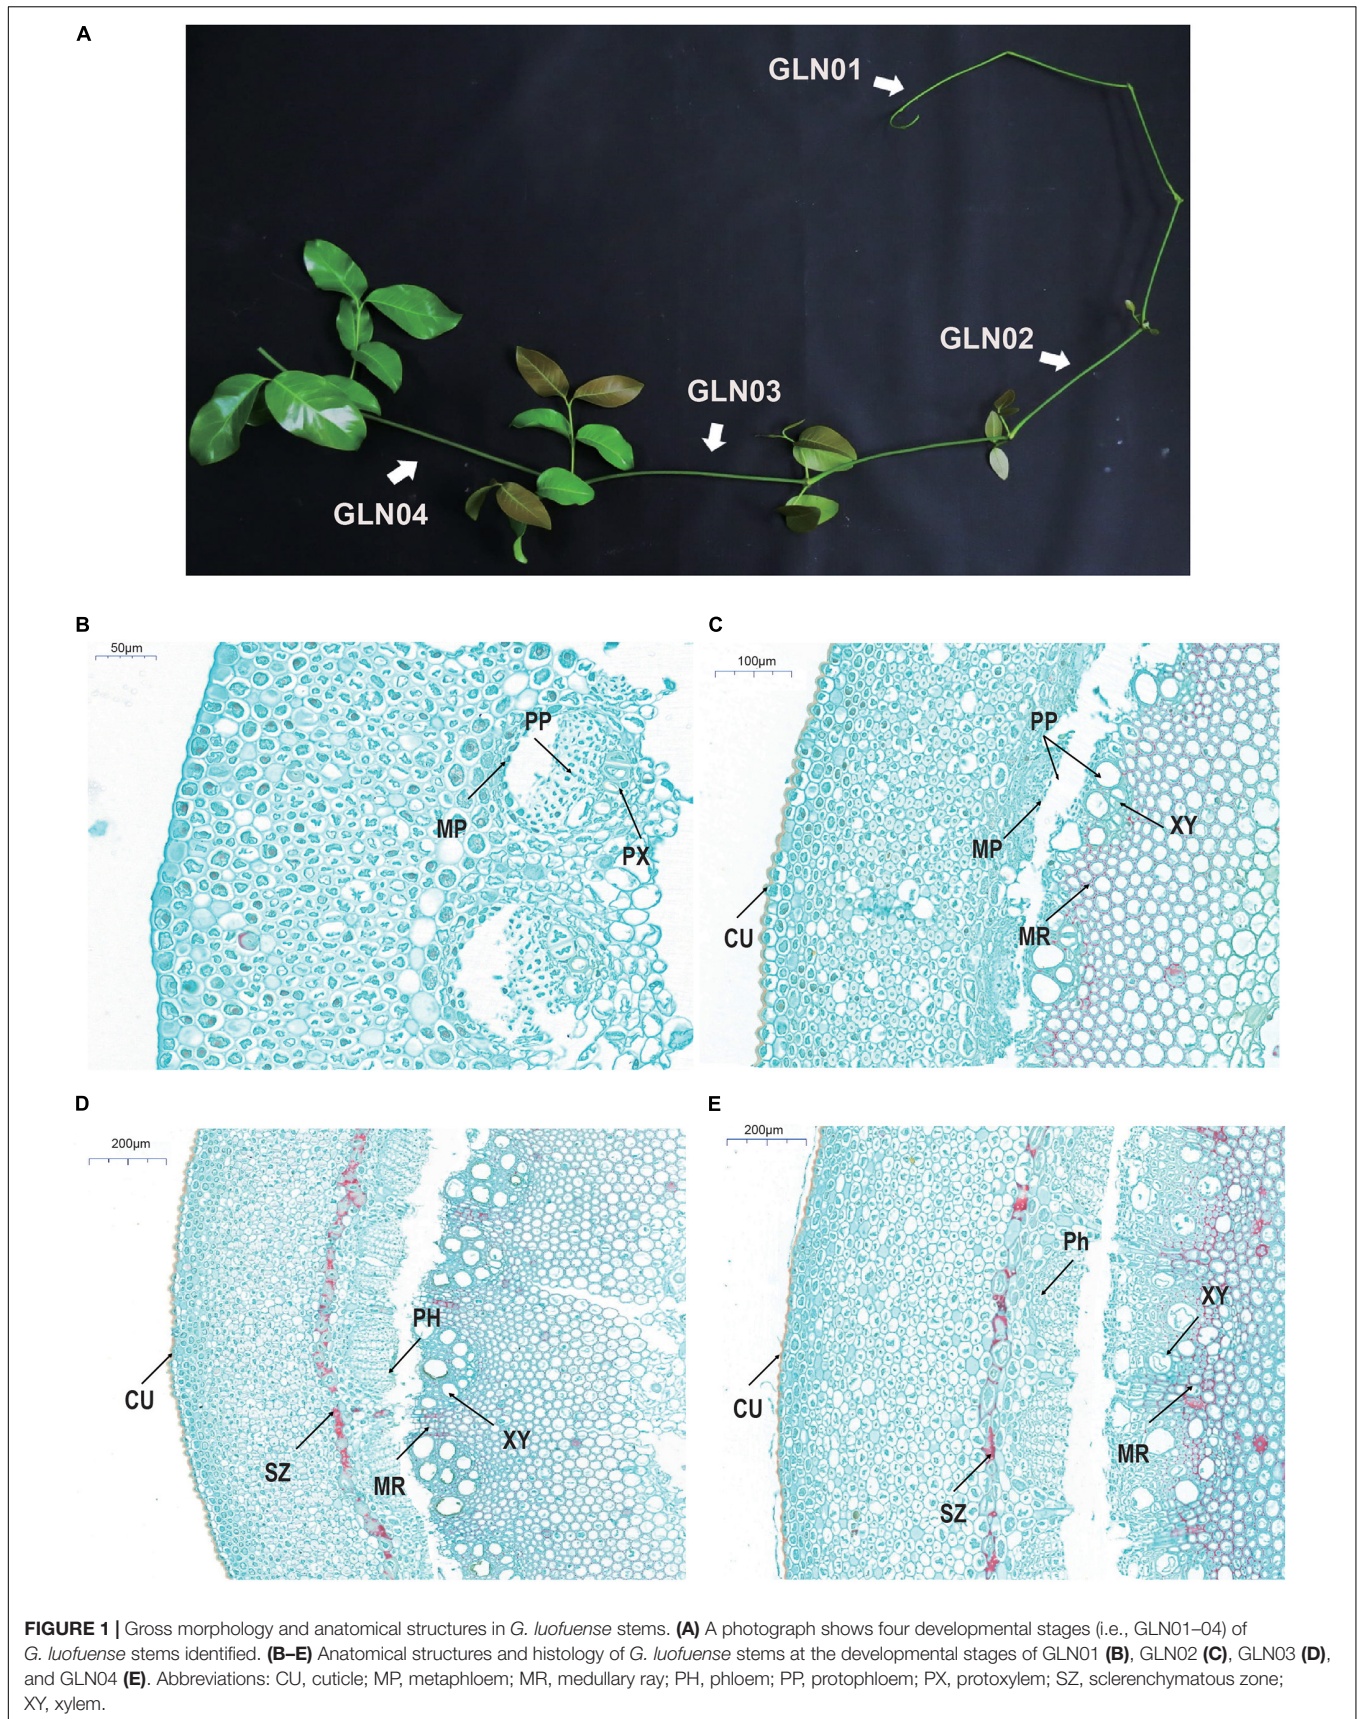 A
GLN01
GLN02
GLN03
GLN04
B
50µm
PP
MP
PX
C
100µm
PP
XY
MP
MR
CU
D
200µm
PH
CU
XY
SZ
MR
E
200µm
Ph
XY
CU
MR
SZ
FIGURE 1 | Gross morphology and anatomical structures in G. luofuense stems. (A) A photograph shows four developmental stages (i.e., GLN01–04) of
G. luofuense stems identified. (B–E) Anatomical structures and histology of G. luofuense stems at the developmental stages of GLN01 (B), GLN02 (C), GLN03 (D),
and GLN04 (E). Abbreviations: CU, cuticle; MP, metaphloem; MR, medullary ray; PH, phloem; PP, protophloem; PX, protoxylem; SZ, sclerenchymatous zone;
XY, xylem.